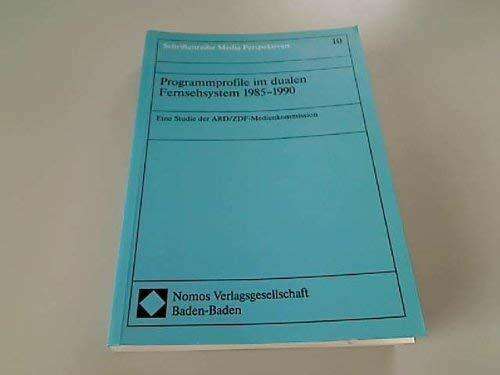 Schriftenreihe Media Perspektiven 10
Programmprofile im dualen
Fernsehsystem 1985-1990
Eine Studie der ARD/ZDF-Medienkommission
Nomos Verlagsgesellschaft
Baden-Baden